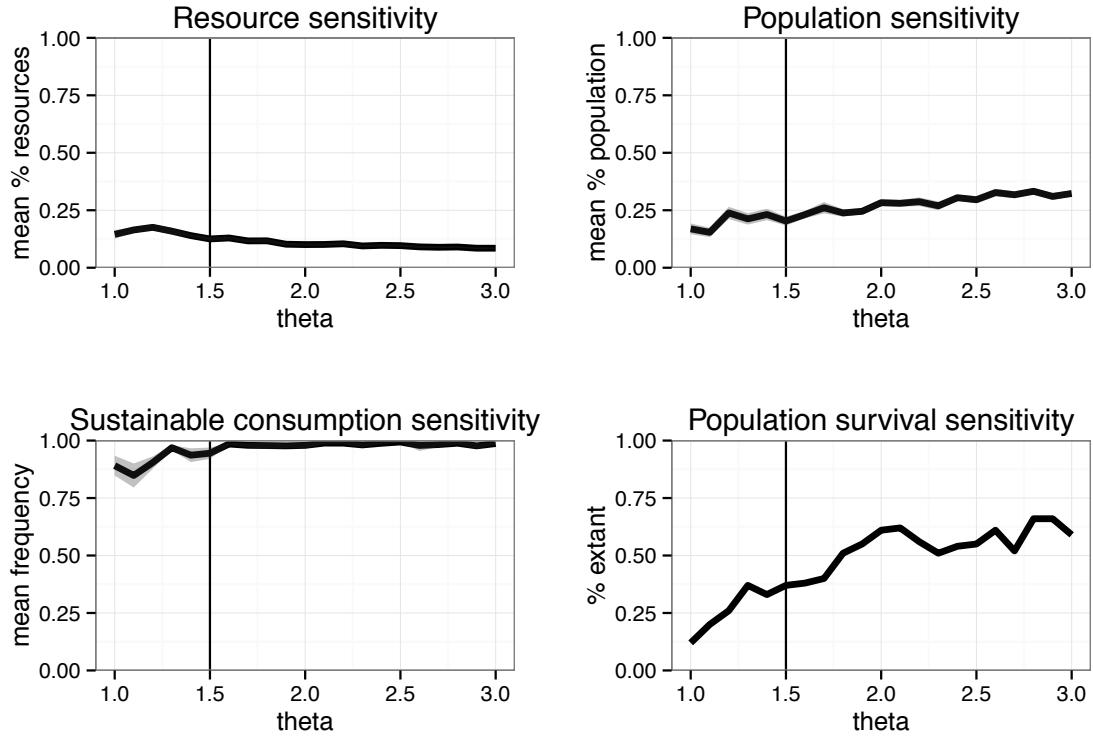 Resource sensitivity
mean % resources
1.00
0.75
0.50
0.25
0.00
1.0 1.5 2.0 2.5 3.0
theta
Population sensitivity
mean % population
1.00
0.75
0.50
0.25
0.00
1.0 1.5 2.0 2.5 3.0
theta
Sustainable consumption sensitivity
mean frequency
1.00
0.75
0.50
0.25
0.00
1.0 1.5 2.0 2.5 3.0
theta
Population survival sensitivity
% extant
1.00
0.75
0.50
0.25
0.00
1.0 1.5 2.0 2.5 3.0
theta